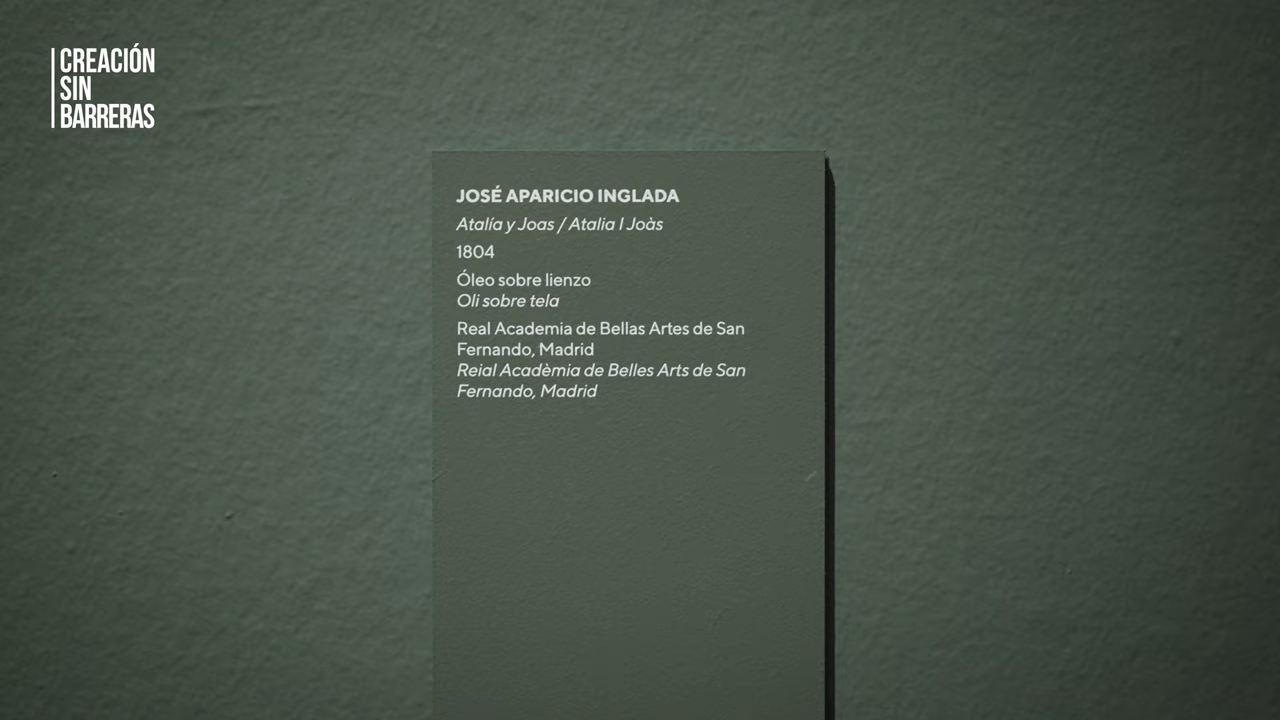 CREACIÓN
SIN
BARRERAS
JOSÉ APARICIO INGLADA
Atalía y Joas / Atalia I Joàs
1804
Óleo sobre lienzo
Oli sobre tela
Real Academia de Bellas Artes de San
Fernando, Madrid
Reial Acadèmia de Belles Arts de San
Fernando, Madrid